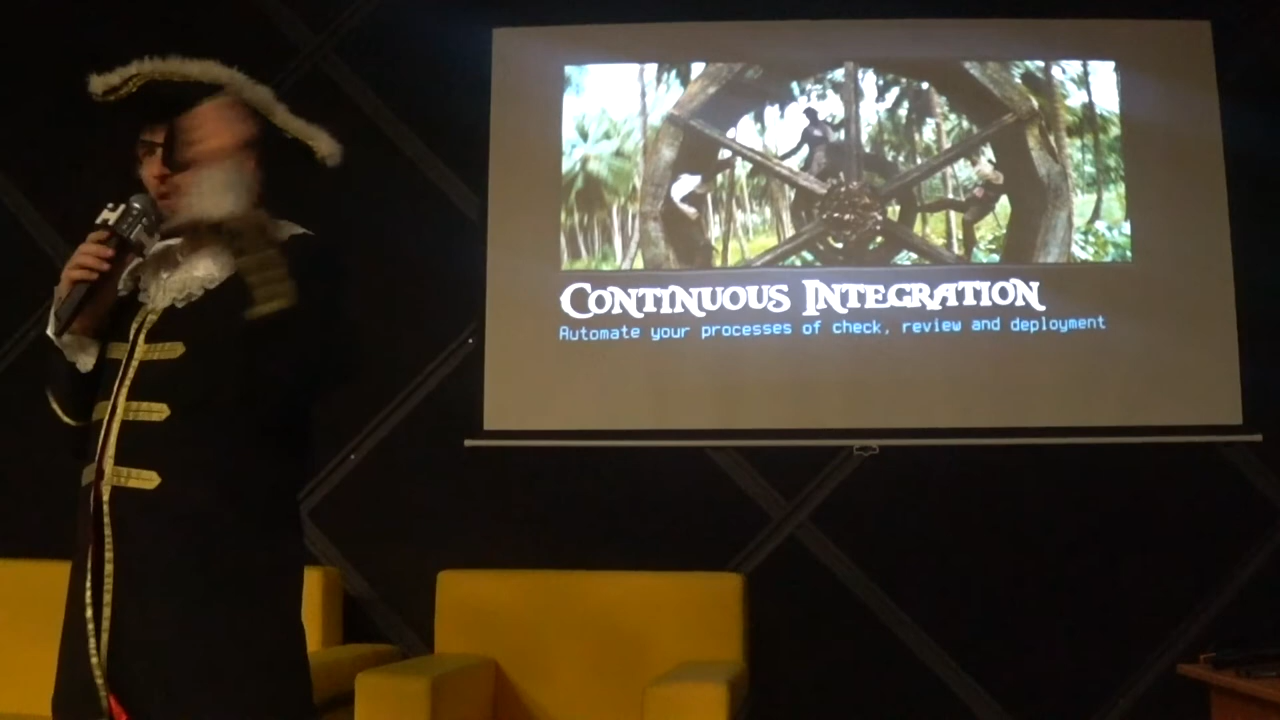 Continuous Integration
Automate your processes of check, review and deployment